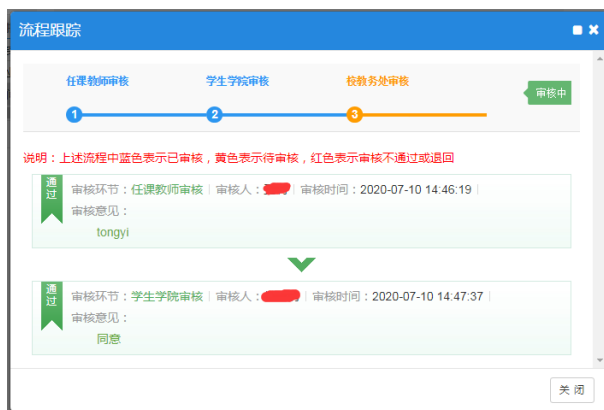 流程跟踪
任课教师审核 学生学院审核 校教务处审核
审核中
1 2 3
说明：上述流程中蓝色表示已审核，黄色表示待审核，红色表示审核不通过或退回
通过
审核环节：任课教师审核 | 审核人： | 审核时间：2020-07-10 14:46:19 |
审核意见：
tongyi
通过
审核环节：学生学院审核 | 审核人： | 审核时间：2020-07-10 14:47:37 |
审核意见：
同意
关闭